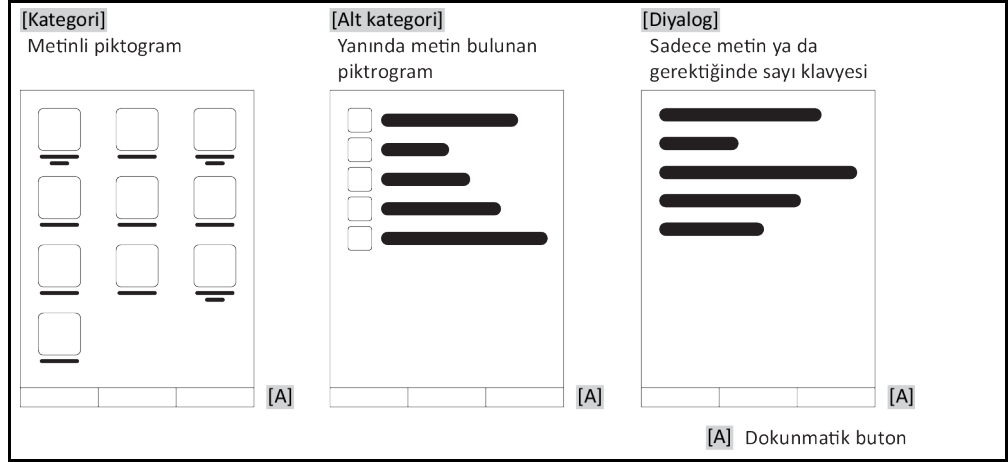 [Kategori]
Metinli piktogram
[Alt kategori]
Yanında metin bulunan
piktrogram
[Diyalog]
Sadece metin ya da
gerektiğinde sayı klavyesi
[A]
[A]
[A]
[A] Dokunmatik buton